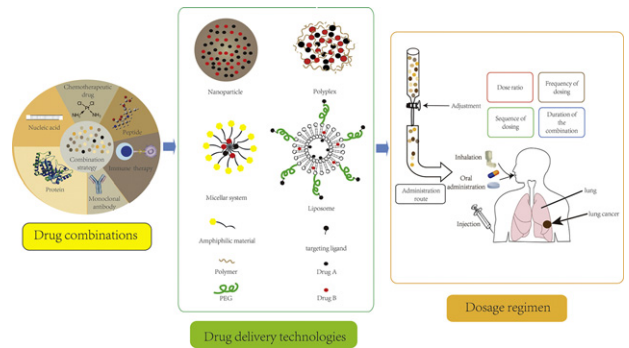 Chemotherapeutic
drug
Nucleic acid
Peptide
Combination
strategy
Immune therapy
Protein
Monoclonal
antibody
Drug combinations
Nanoparticle
Polyplex
Micellar system
Liposome
Amphiphilic material
targeting ligand
Polymer
Drug A
PEG
Drug B
Drug delivery technologies
Adjustment
Dose ratio
Frequency of
dosing
Sequence of
dosing
Duration of
the combination
Inhalation
Oral
administration
Administration
route
Injection
lung
lung cancer
Dosage regimen